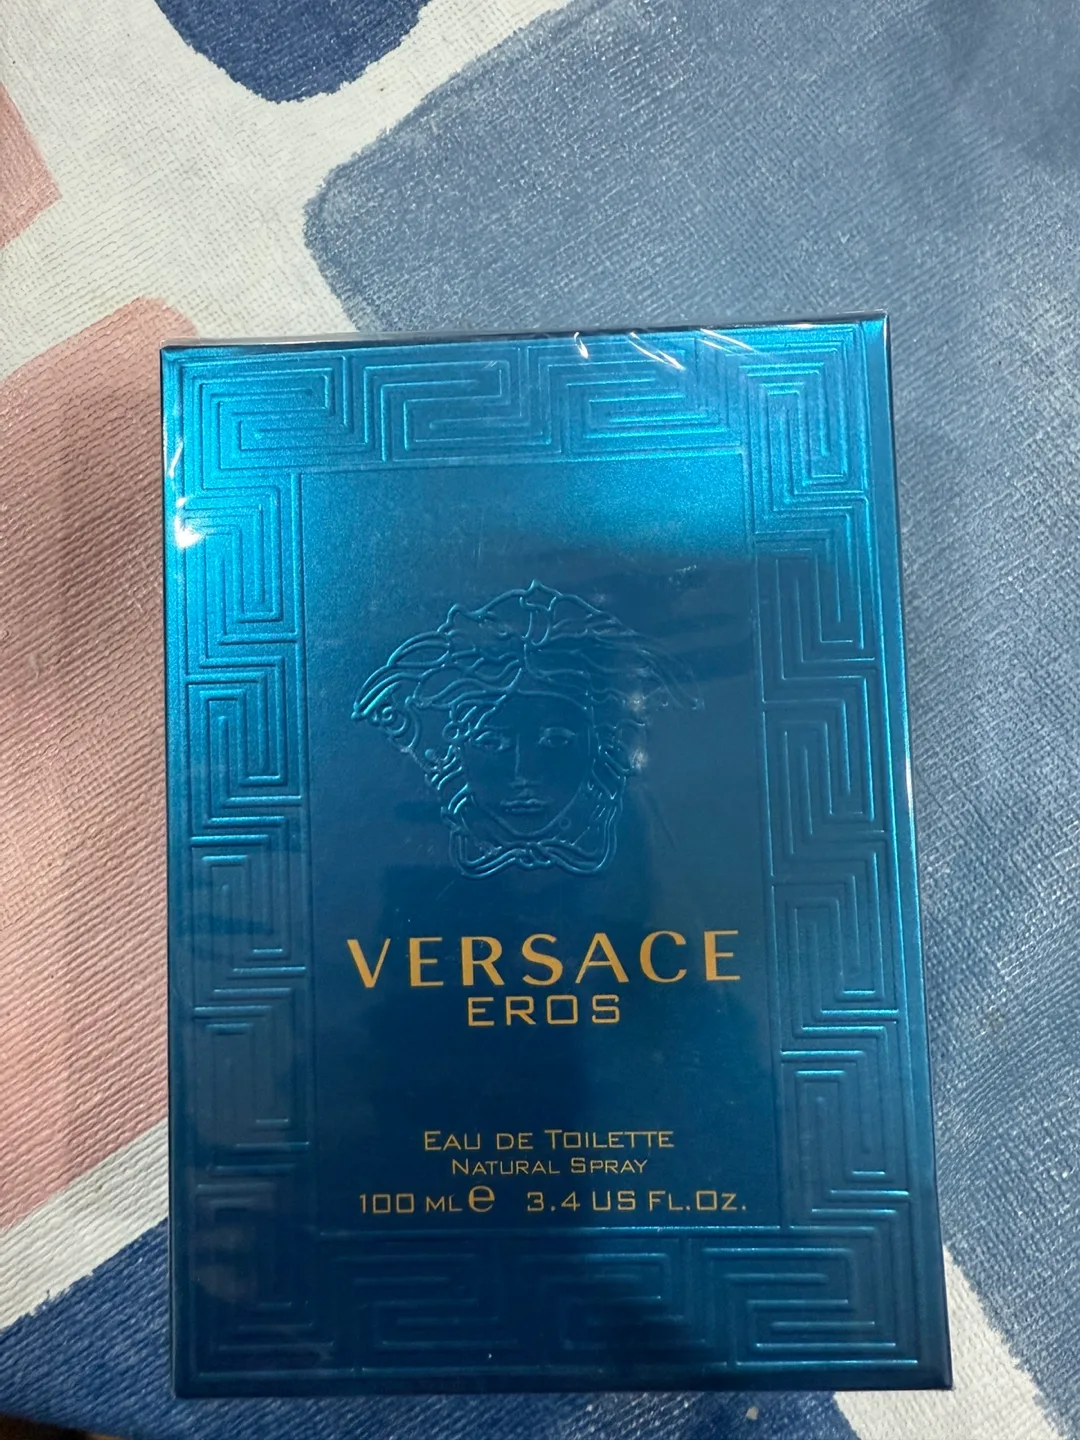 VERSACE
EROS
EAU DE TOILETTE
NATURAL SPRAY
100 ML e 3.4 US FL.OZ.